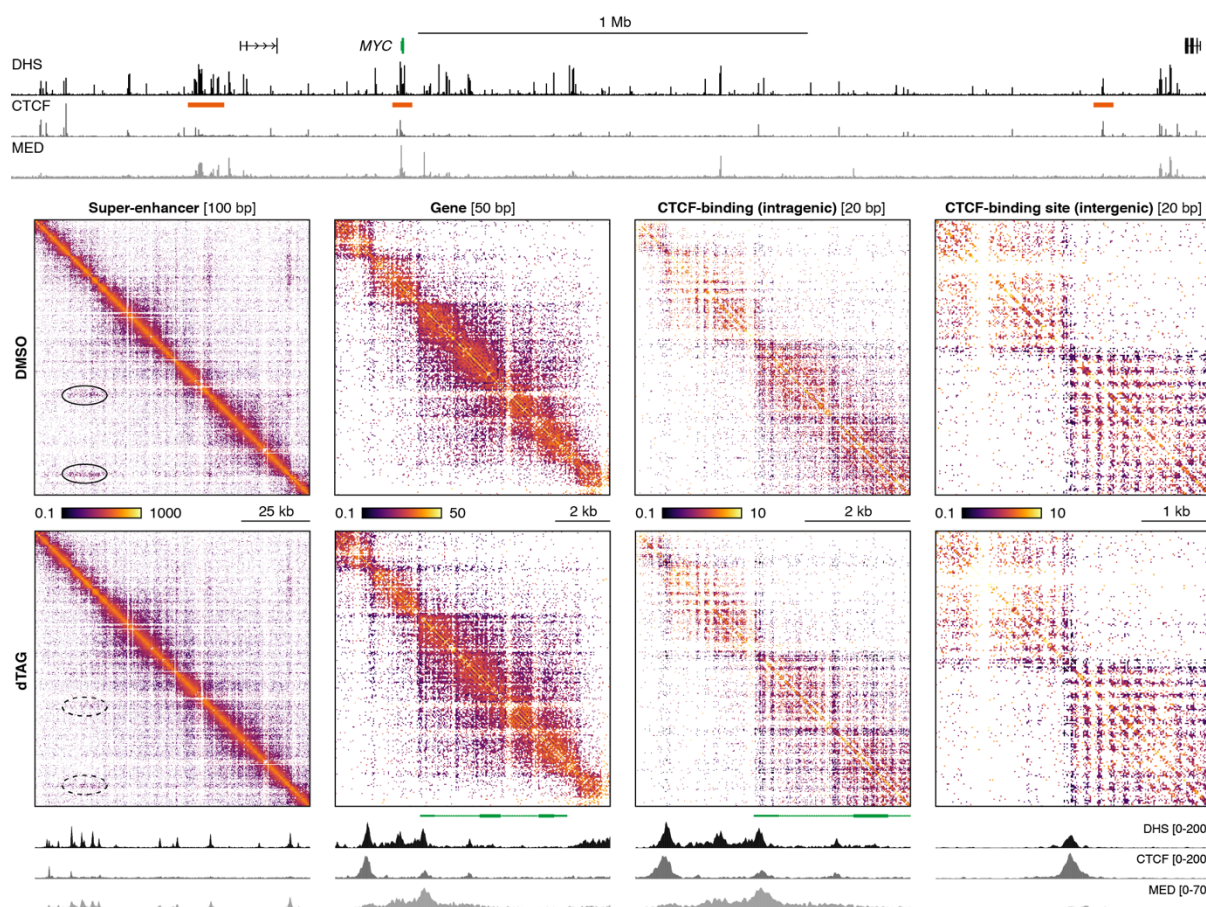 1 Mb
MYC
DHS
CTCF
MED
Super-enhancer [100 bp]
Gene [50 bp]
CTCF-binding (intragenic) [20 bp]
CTCF-binding site (intergenic) [20 bp]
DMSO
0.1 1000 25 kb
0.1 50 2 kb
0.1 10 2 kb
0.1 10 1 kb
dTAG
DHS [0-200
CTCF [0-200
MED [0-70